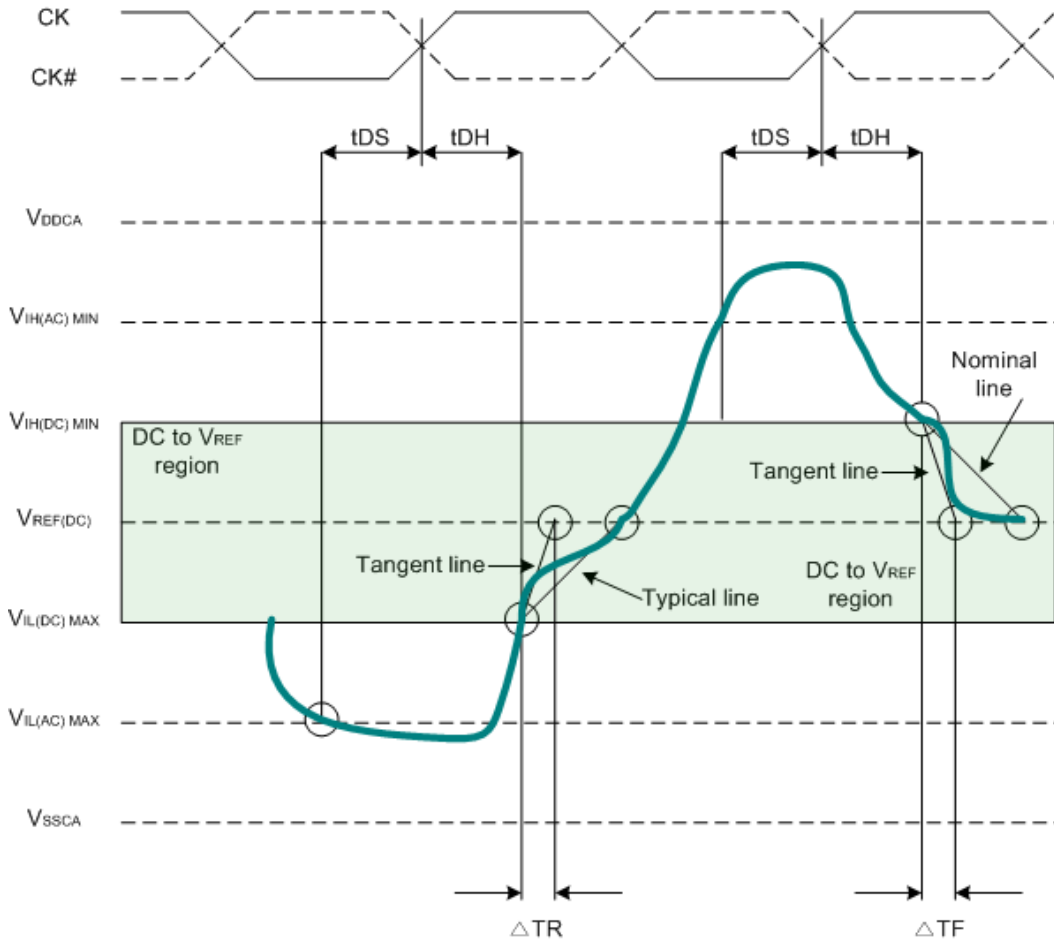 CK
CK#
tDS
tDH
tDS
tDH
VDDCA
VIH(AC) MIN
Nominal
line
VIH(DC) MIN
DC to VREF
region
Tangent line
VREF(DC)
Tangent line
DC to VREF
region
Typical line
VIL(DC) MAX
VIL(AC) MAX
VSSCA
△TR
△TF